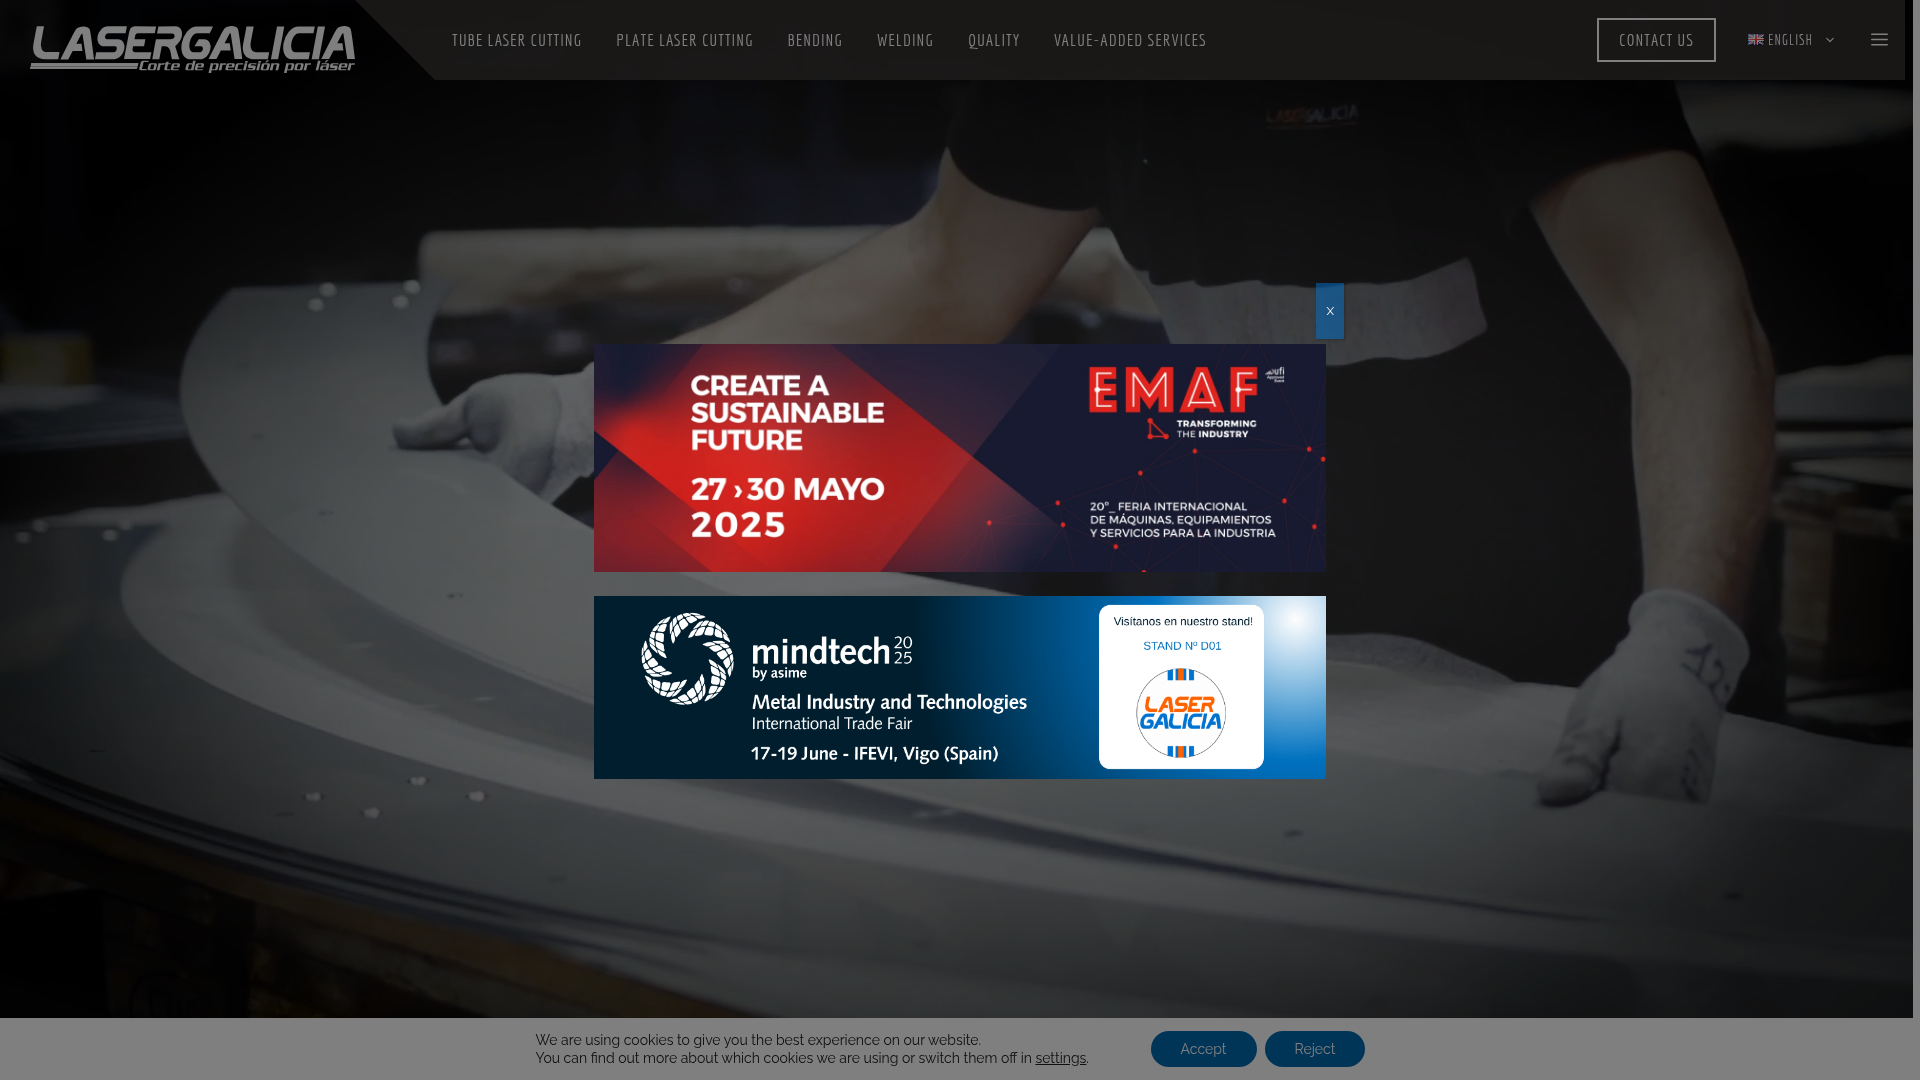 LASERGALICIA
Corte de precisión por láser
TUBE LASER CUTTING
PLATE LASER CUTTING
BENDING
WELDING
QUALITY
VALUE-ADDED SERVICES
CONTACT US
ENGLISH
LASERGALICIA
X
CREATE A
SUSTAINABLE
FUTURE
27 › 30 MAYO
2025
EMAF
ufi
Approved
Event
TRANSFORMING
THE INDUSTRY
20º_ FERIA INTERNACIONAL
DE MÁQUINAS, EQUIPAMIENTOS
Y SERVICIOS PARA LA INDUSTRIA
mindtech 2025
by asime
Metal Industry and Technologies
International Trade Fair
17-19 June - IFEVI, Vigo (Spain)
Visítanos en nuestro stand!
STAND Nº D01
LASER
GALICIA
We are using cookies to give you the best experience on our website.
You can find out more about which cookies we are using or switch them off in settings.
Accept
Reject